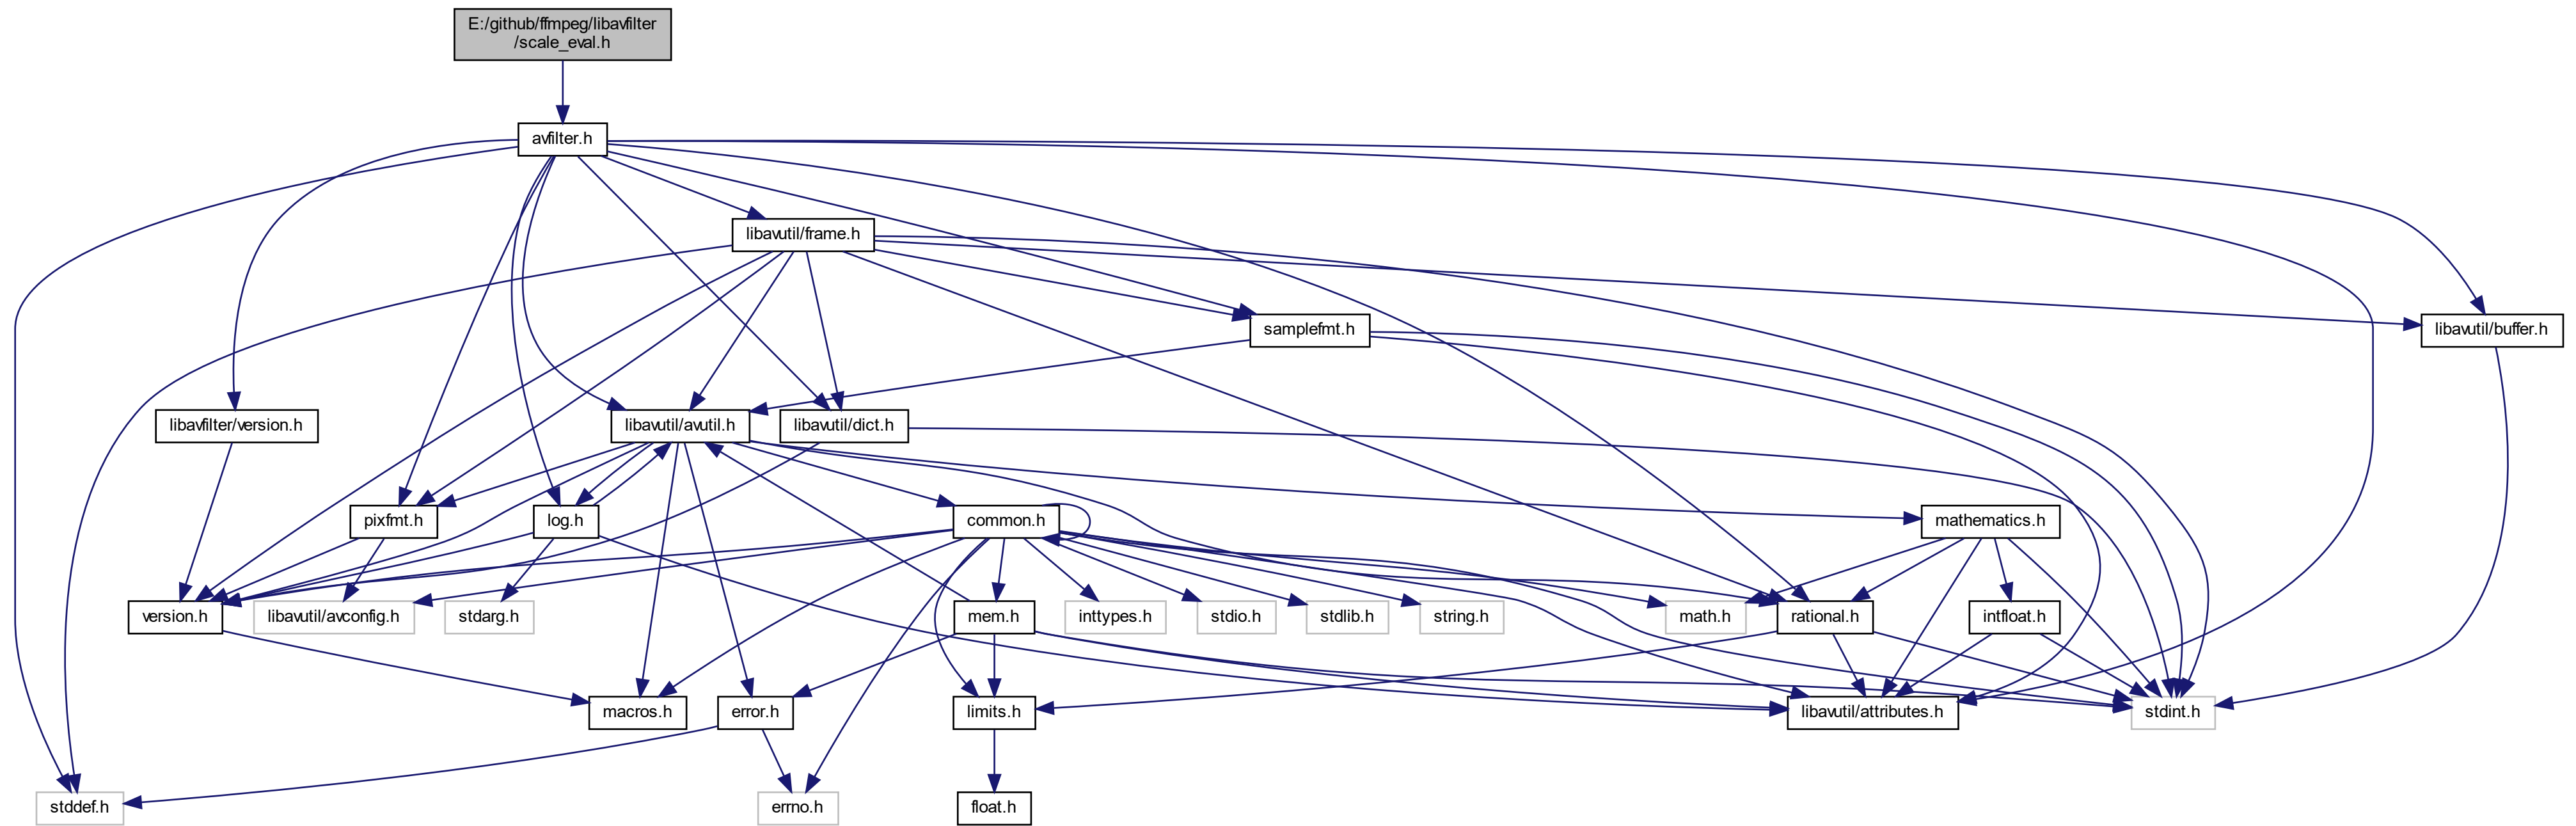 E:/github/ffmpeg/libavfilter
/scale_eval.h
avfilter.h
libavutil/frame.h
samplefmt.h
libavutil/buffer.h
libavfilter/version.h
libavutil/avutil.h
libavutil/dict.h
pixfmt.h
log.h
common.h
mathematics.h
version.h
libavutil/avconfig.h
stdarg.h
mem.h
inttypes.h
stdio.h
stdlib.h
string.h
math.h
rational.h
intfloat.h
macros.h
error.h
limits.h
libavutil/attributes.h
stdint.h
stddef.h
errno.h
float.h